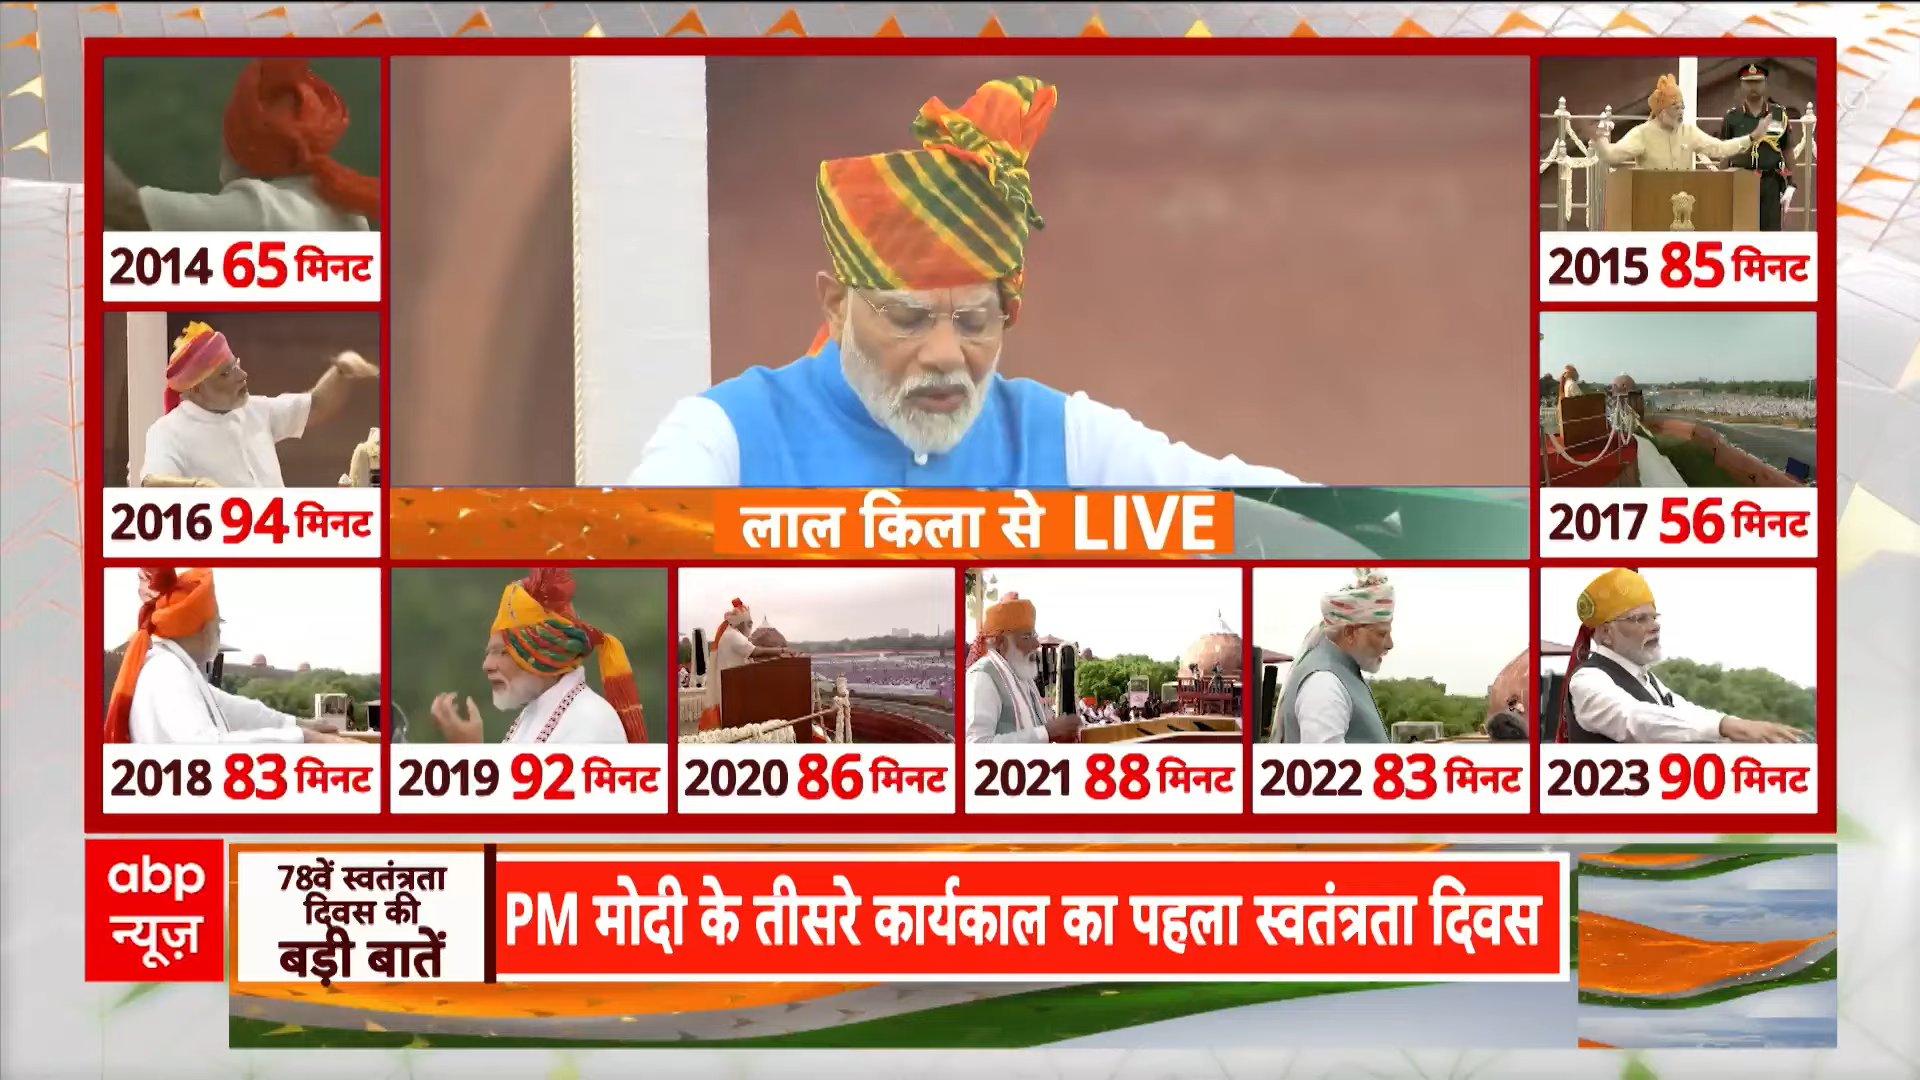 2014 65 मिनट
2015 85 मिनट
2016 94 मिनट
लाल किला से LIVE
2017 56 मिनट
2018 83 मिनट
2019 92 मिनट
2020 86 मिनट
2021 88 मिनट
2022 83 मिनट
2023 90 मिनट
abp
न्यूज़
78वें स्वतंत्रता
दिवस की
बड़ी बातें
PM मोदी के तीसरे कार्यकाल का पहला स्वतंत्रता दिवस